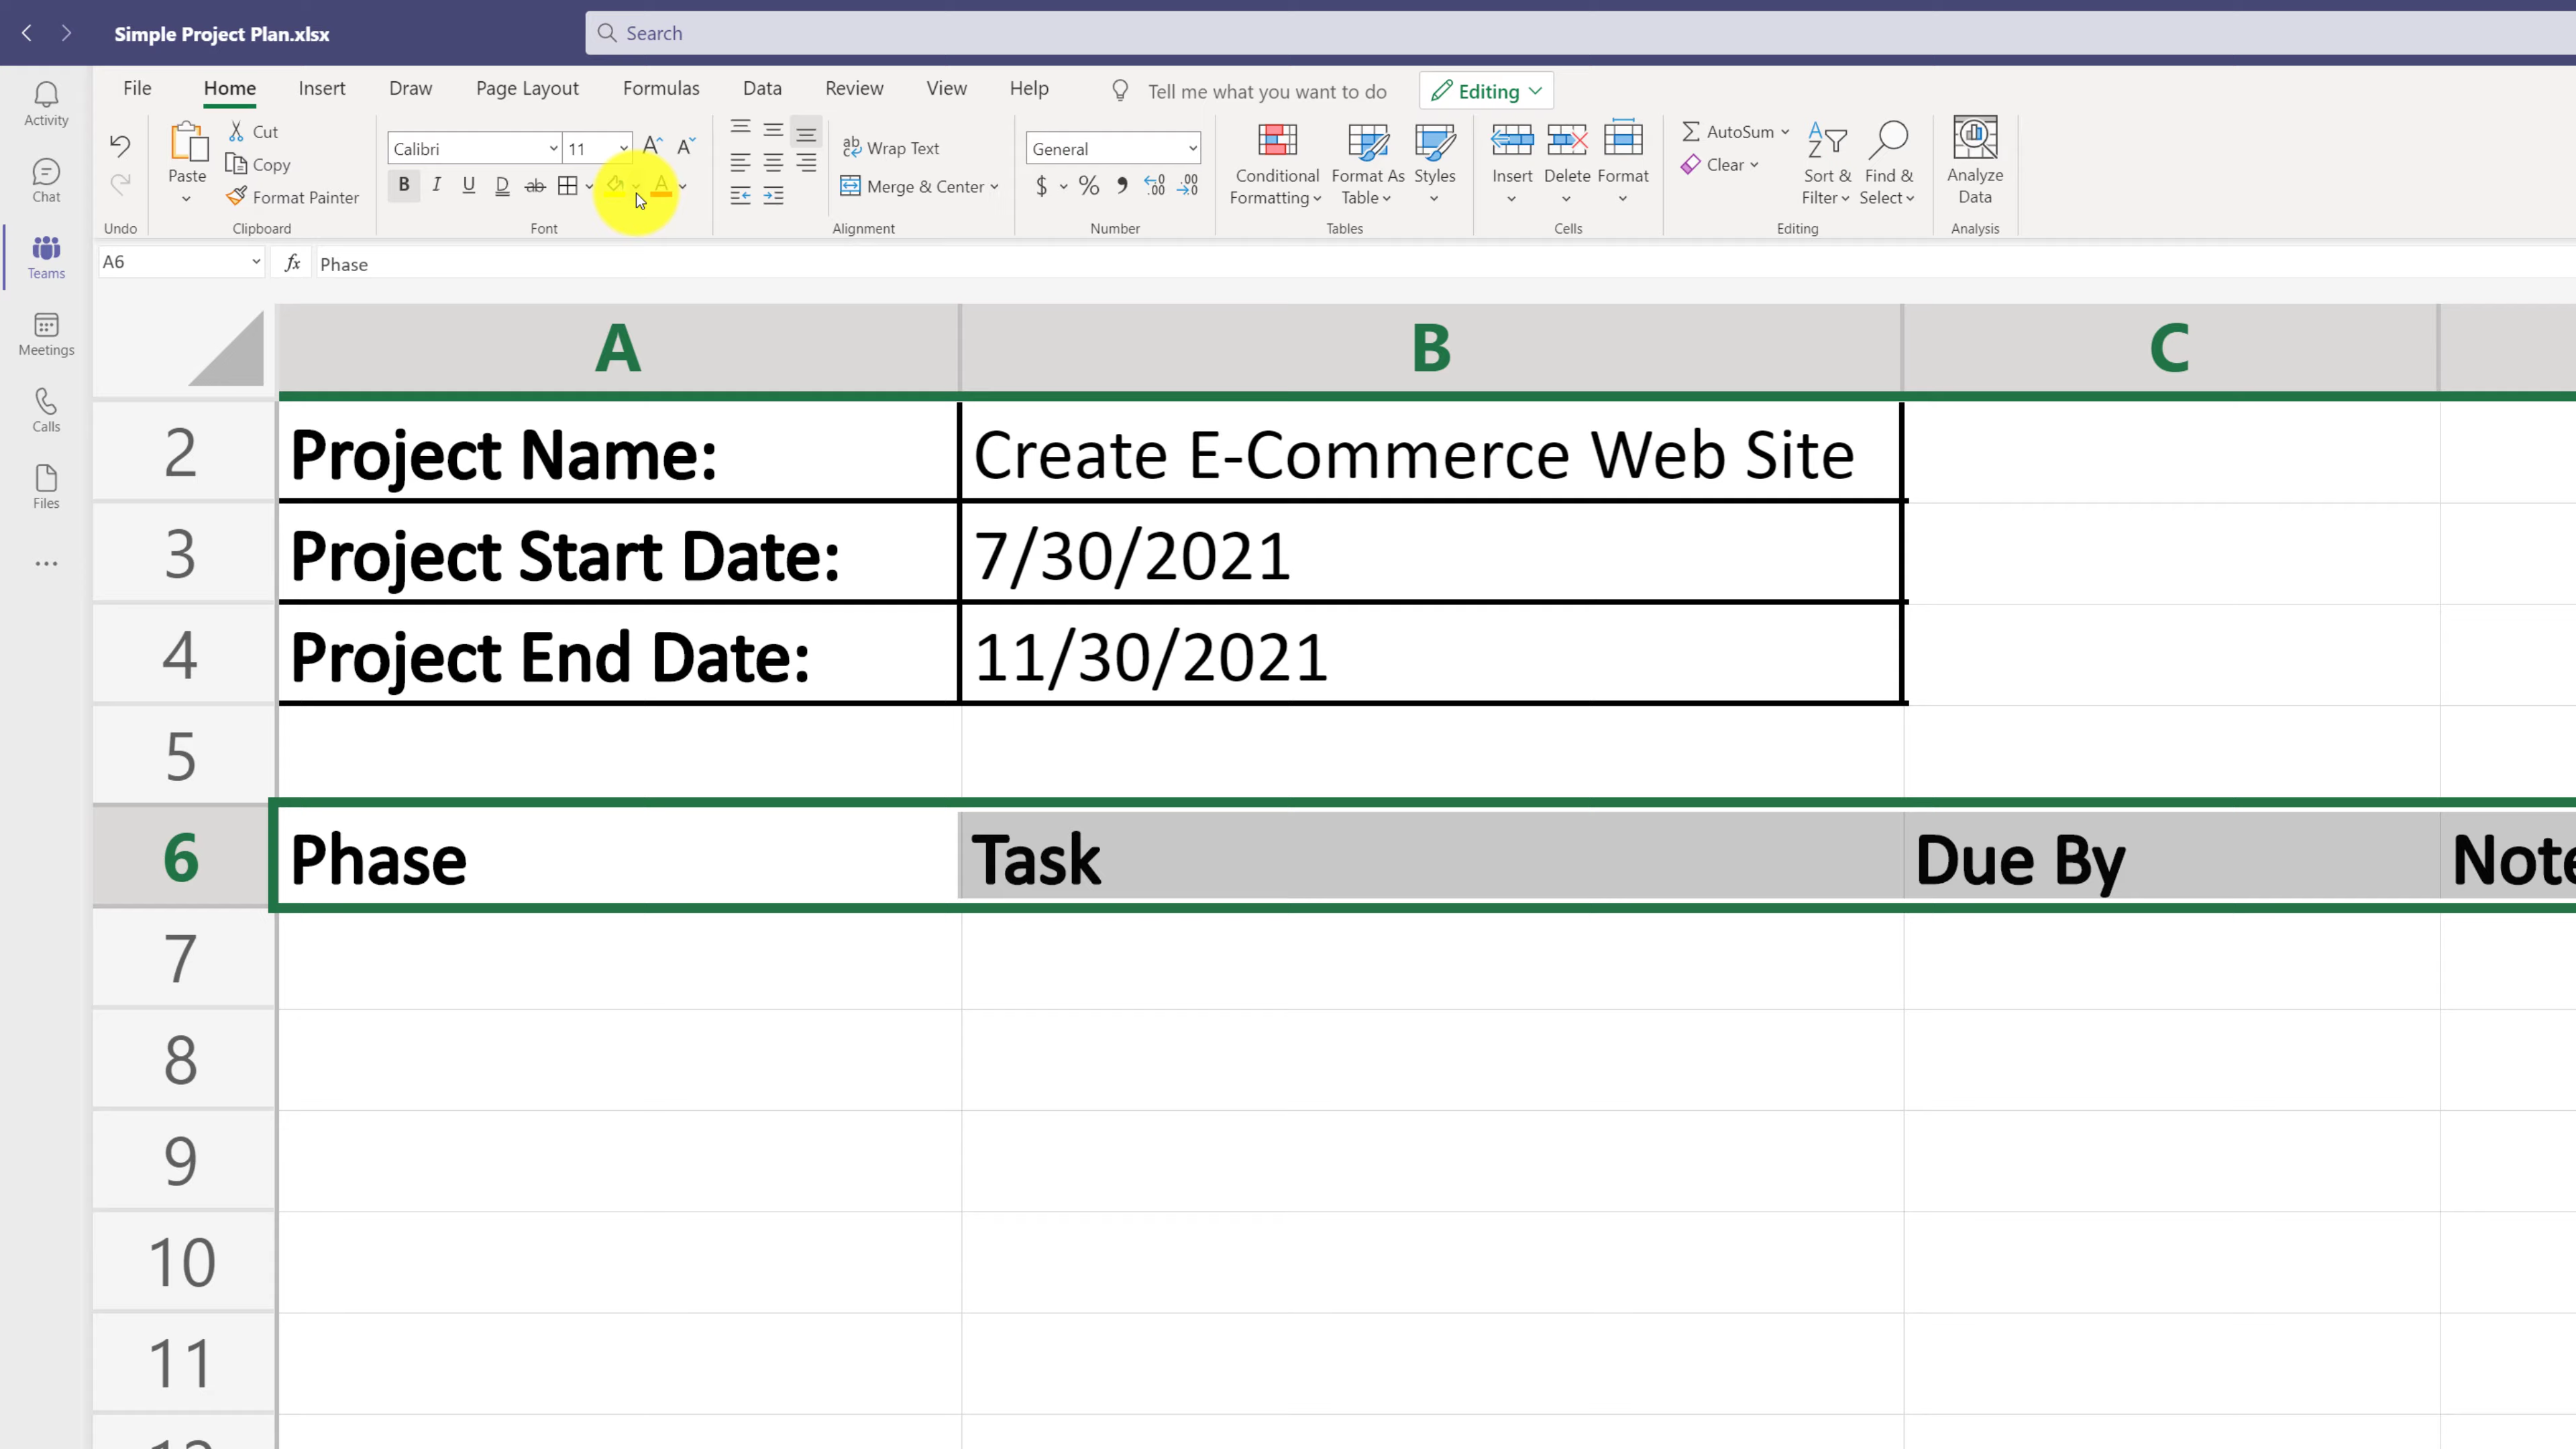 Simple Project Plan.xlsx
Search
File Home Insert Draw Page Layout Formulas Data Review View Help Tell me what you want to do Editing
Activity
Chat
Teams
Meetings
Calls
Files
Undo
Paste
Cut
Copy
Format Painter
Clipboard
Calibri 11
B I U D ab
Font
Wrap Text
Merge & Center
Alignment
General
$ %
Number
Conditional Formatting
Format As Table
Styles
Tables
Insert
Delete
Format
Cells
AutoSum
Clear
Sort & Filter
Find & Select
Editing
Analyze Data
Analysis
A6 fx Phase
A B C
2 Project Name: Create E-Commerce Web Site
3 Project Start Date: 7/30/2021
4 Project End Date: 11/30/2021
5
6 Phase Task Due By
7
8
9
10
11